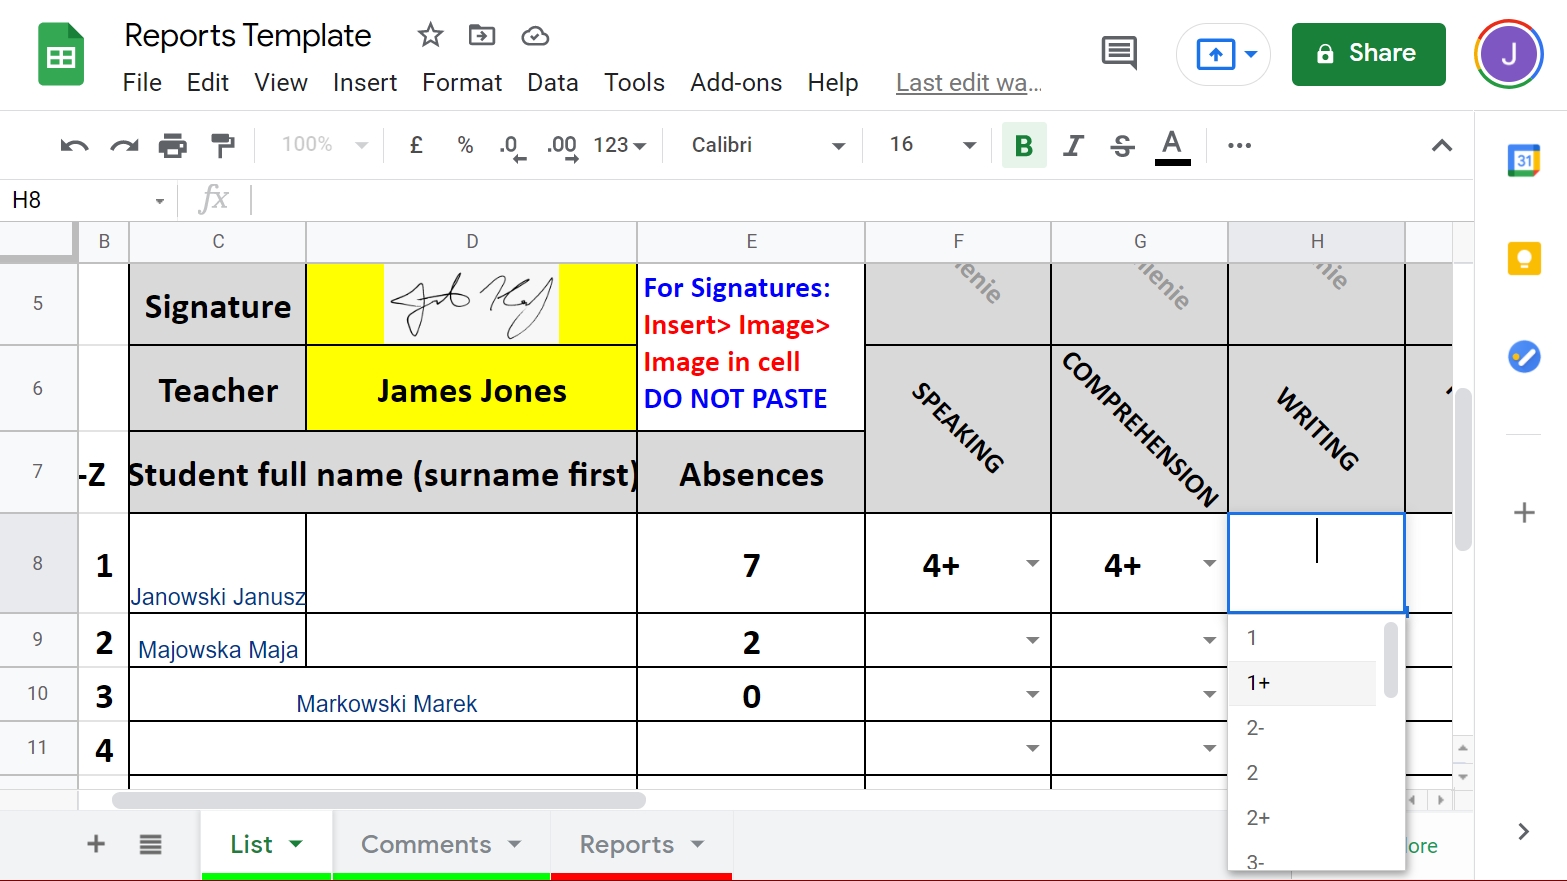 Reports Template
File Edit View Insert Format Data Tools Add-ons Help Last edit wa...
Share
J
100% £ % .0 .00 123 Calibri 16 B I S A
31
H8 fx
B C D E F G H
5 Signature
For Signatures:
Insert> Image>
Image in cell
DO NOT PASTE
enie
ienie
nie
6 Teacher James Jones
SPEAKING
COMPREHENSION
WRITING
7 -Z Student full name (surname first) Absences
8 1 Janowski Janusz 7 4+ 4+
9 2 Majowska Maja 2
10 3 Markowski Marek 0
11 4
1
1+
2-
2
2+
3-
List Comments Reports
ore